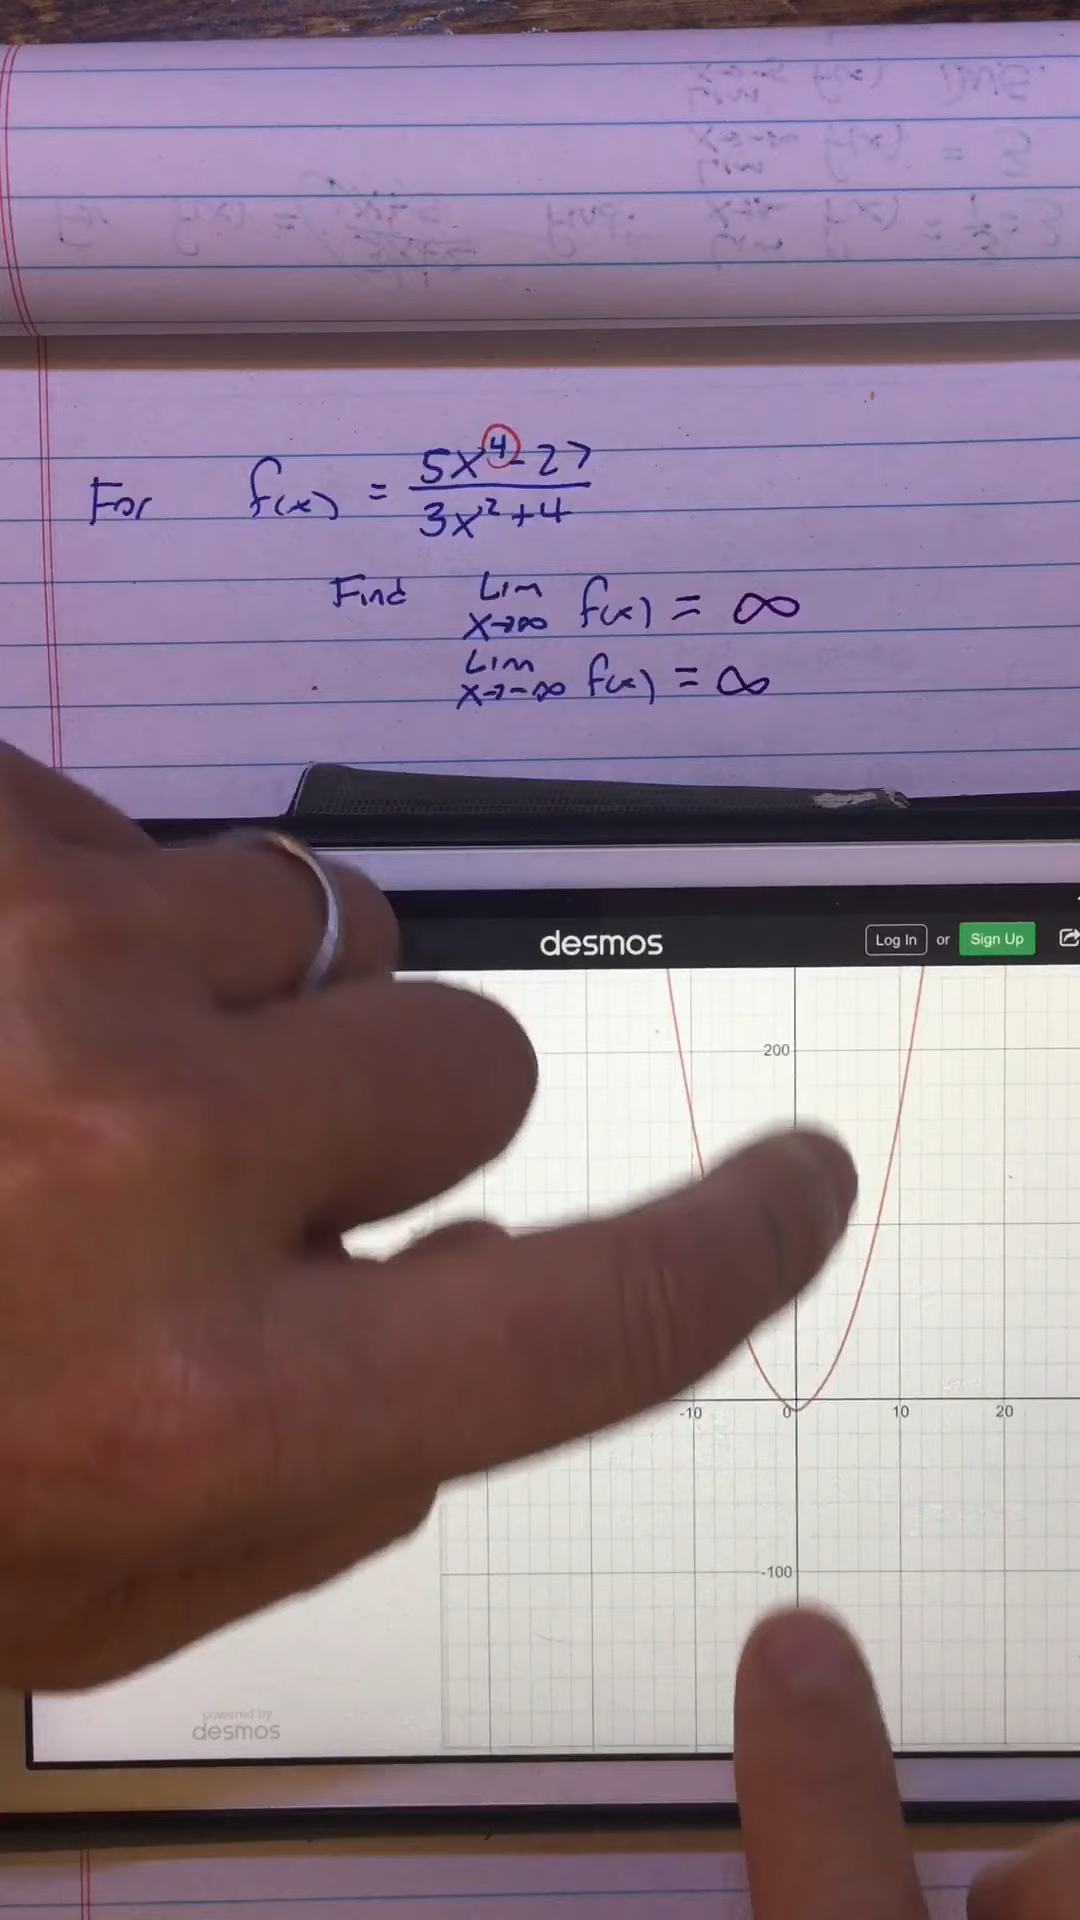 For f(x) = 5x⁴-27
3x²+4
Find Lim f(x) = ∞
x→∞
Lim f(x) = ∞
x→-∞
desmos Log In or Sign Up
200
-10 0 10 20
-100
powered by
desmos